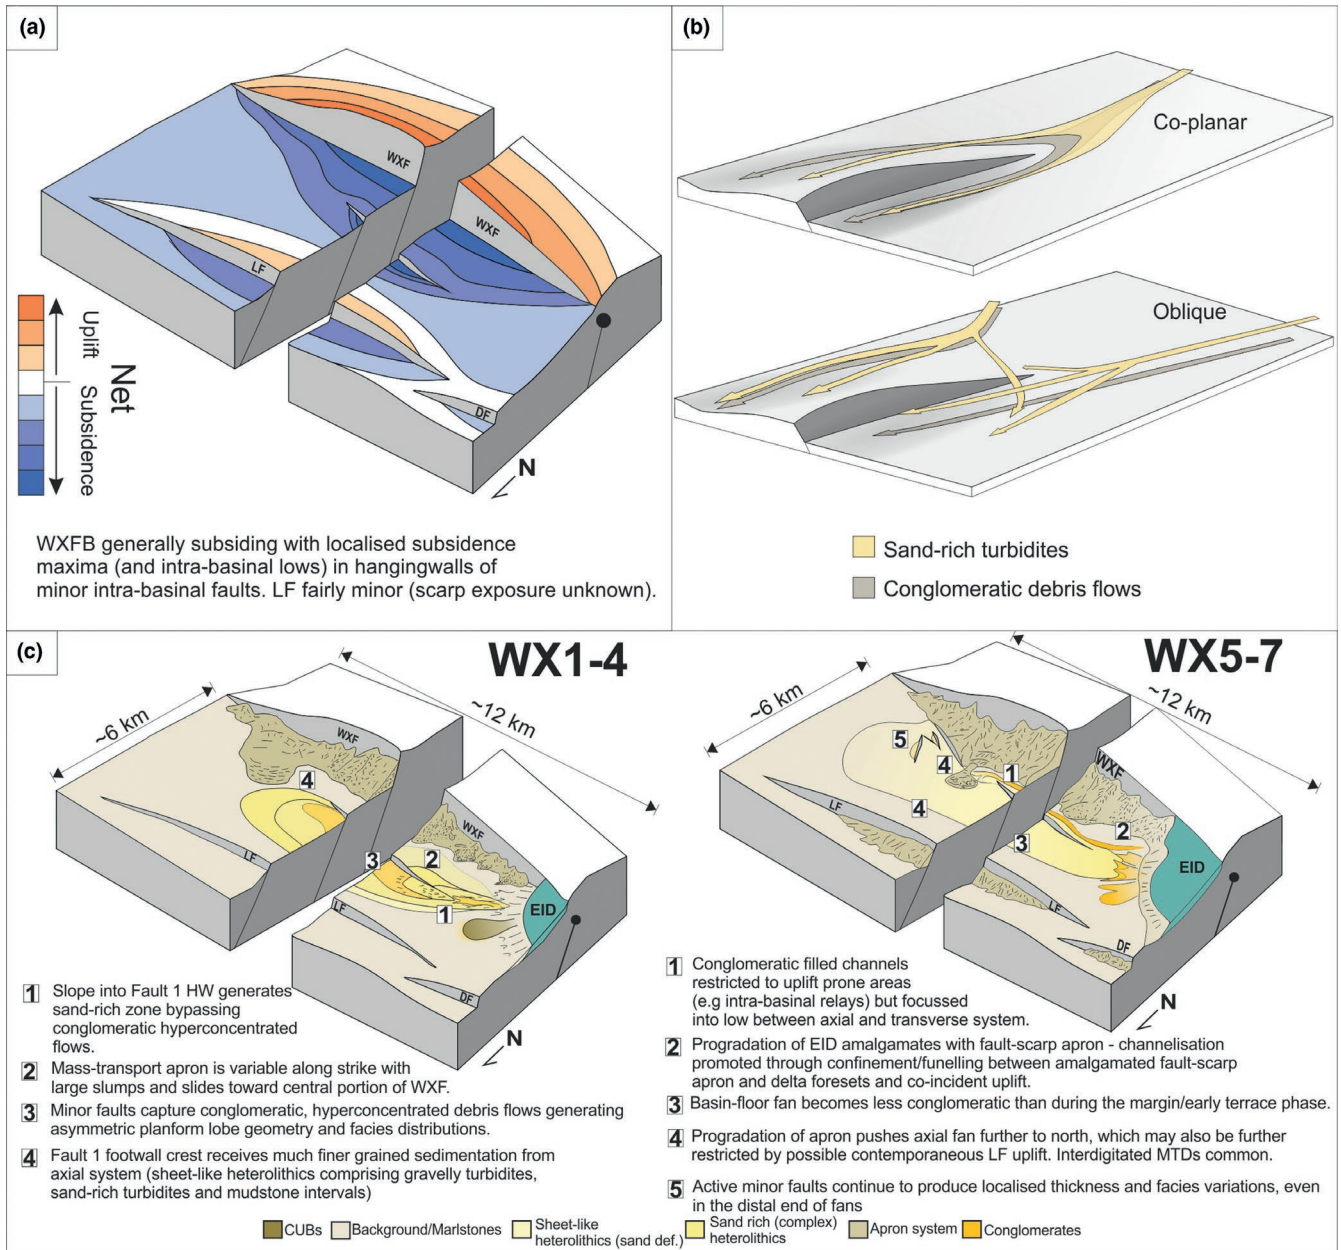 (a)
WXF
WXF
LF
DF
Uplift
Net
Subsidence
N
WXFB generally subsiding with localised subsidence
maxima (and intra-basinal lows) in hangingwalls of
minor intra-basinal faults. LF fairly minor (scarp exposure unknown).
(b)
Co-planar
Oblique
Sand-rich turbidites
Conglomeratic debris flows
(c)
WX1-4
~6 km
~12 km
WXF
WXF
4
LF
3
2
1
EID
LF
DF
N
1 Slope into Fault 1 HW generates
sand-rich zone bypassing
conglomeratic hyperconcentrated
flows.
2 Mass-transport apron is variable along strike with
large slumps and slides toward central portion of WXF.
3 Minor faults capture conglomeratic, hyperconcentrated debris flows generating
asymmetric planform lobe geometry and facies distributions.
4 Fault 1 footwall crest receives much finer grained sedimentation from
axial system (sheet-like heterolithics comprising gravelly turbidites,
sand-rich turbidites and mudstone intervals)
WX5-7
~6 km
~12 km
5
4
1
WXF
LF
4
3
2
EID
LF
DF
N
1 Conglomeratic filled channels
restricted to uplift prone areas
(e.g intra-basinal relays) but focussed
into low between axial and transverse system.
2 Progradation of EID amalgamates with fault-scarp apron - channelisation
promoted through confinement/funelling between amalgamated fault-scarp
apron and delta foresets and co-incident uplift.
3 Basin-floor fan becomes less conglomeratic than during the margin/early terrace phase.
4 Progradation of apron pushes axial fan further to north, which may also be further
restricted by possible contemporaneous LF uplift. Interdigitated MTDs common.
5 Active minor faults continue to produce localised thickness and facies variations, even
in the distal end of fans
CUBs
Background/Marlstones
Sheet-like
heterolithics (sand def.)
Sand rich (complex)
heterolithics
Apron system
Conglomerates